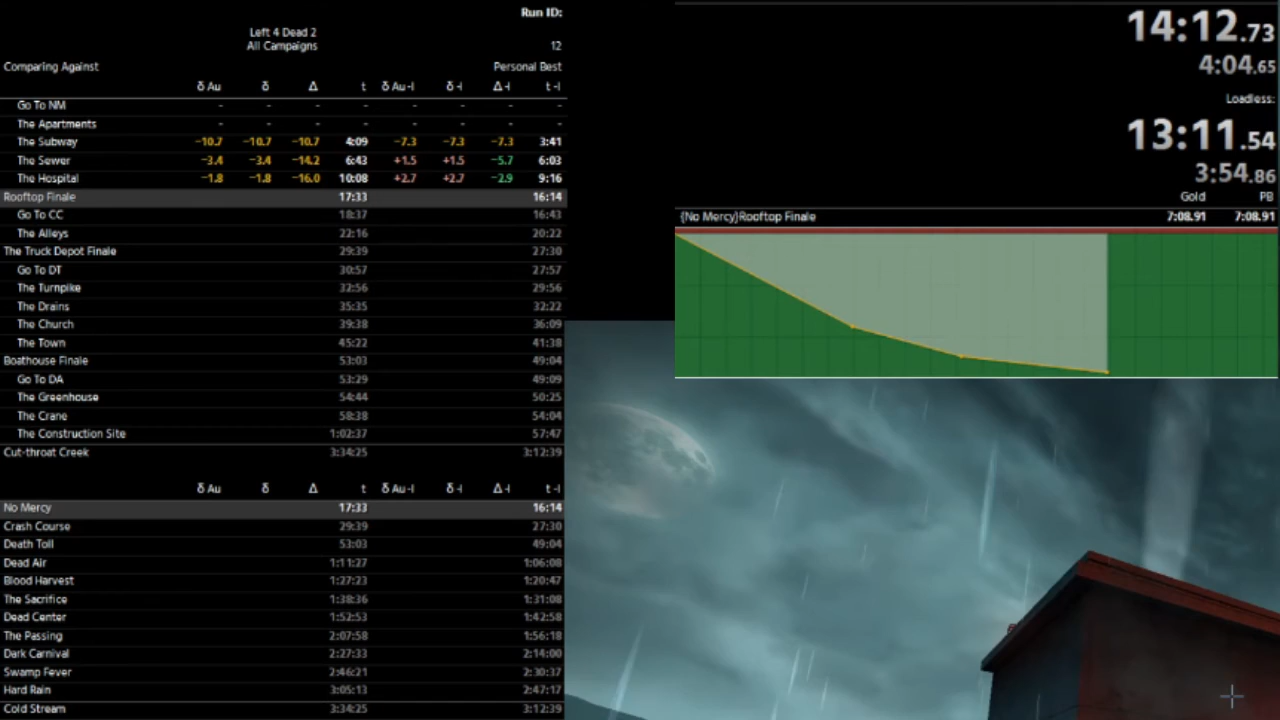 Run ID:
Left 4 Dead 2
All Campaigns
12
Comparing Against Personal Best
δ Au δ Δ t δ Au -l δ -l Δ -l t -l
Go To NM - - - - - - - -
The Apartments - - - - - - - -
The Subway −10.7 −10.7 −10.7 4:09 −7.3 −7.3 −7.3 3:41
The Sewer −3.4 −3.4 −14.2 6:43 +1.5 +1.5 −5.7 6:03
The Hospital −1.8 −1.8 −16.0 10:08 +2.7 +2.7 −2.9 9:16
Rooftop Finale 17:33 16:14
Go To CC 18:37 16:43
The Alleys 22:16 20:22
The Truck Depot Finale 29:39 27:30
Go To DT 30:57 27:57
The Turnpike 32:56 29:56
The Drains 35:35 32:22
The Church 39:38 36:09
The Town 45:22 41:38
Boathouse Finale 53:03 49:04
Go To DA 53:29 49:09
The Greenhouse 54:44 50:25
The Crane 58:38 54:04
The Construction Site 1:02:37 57:47
Cut-throat Creek 3:34:25 3:12:39
δ Au δ Δ t δ Au -l δ -l Δ -l t -l
No Mercy 17:33 16:14
Crash Course 29:39 27:30
Death Toll 53:03 49:04
Dead Air 1:11:27 1:06:08
Blood Harvest 1:27:23 1:20:47
The Sacrifice 1:38:36 1:31:08
Dead Center 1:52:53 1:42:58
The Passing 2:07:58 1:56:18
Dark Carnival 2:27:33 2:14:00
Swamp Fever 2:46:21 2:30:37
Hard Rain 3:05:13 2:47:17
Cold Stream 3:34:25 3:12:39
14:12.73
4:04.65
Loadless:
13:11.54
3:54.86
Gold PB
{No Mercy}Rooftop Finale 7:08.91 7:08.91